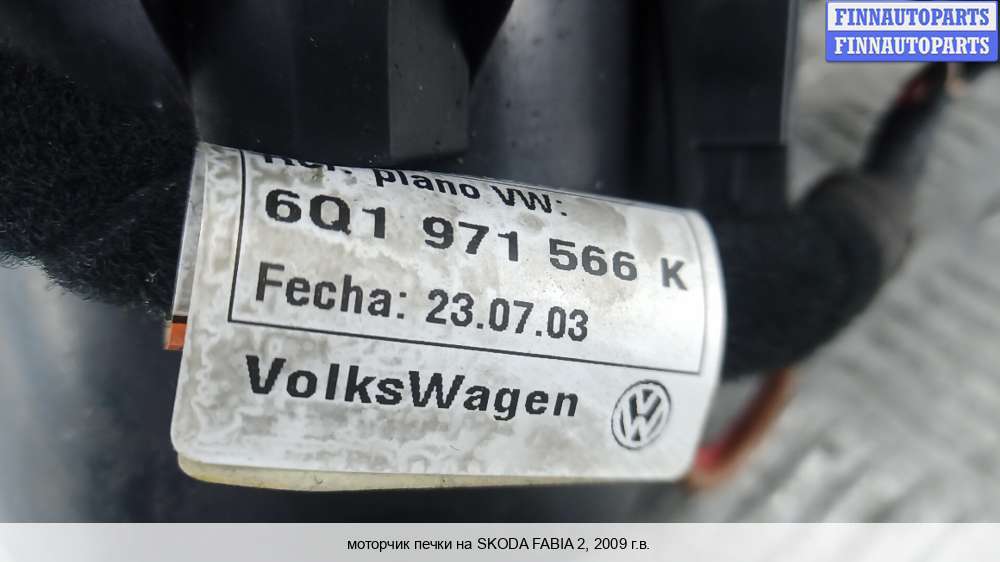 FINNAUTOPARTS
FINNAUTOPARTS
plano VW:
6Q1 971 566 K
Fecha: 23.07.03
VolksWagen
моторчик печки на SKODA FABIA 2, 2009 г.в.